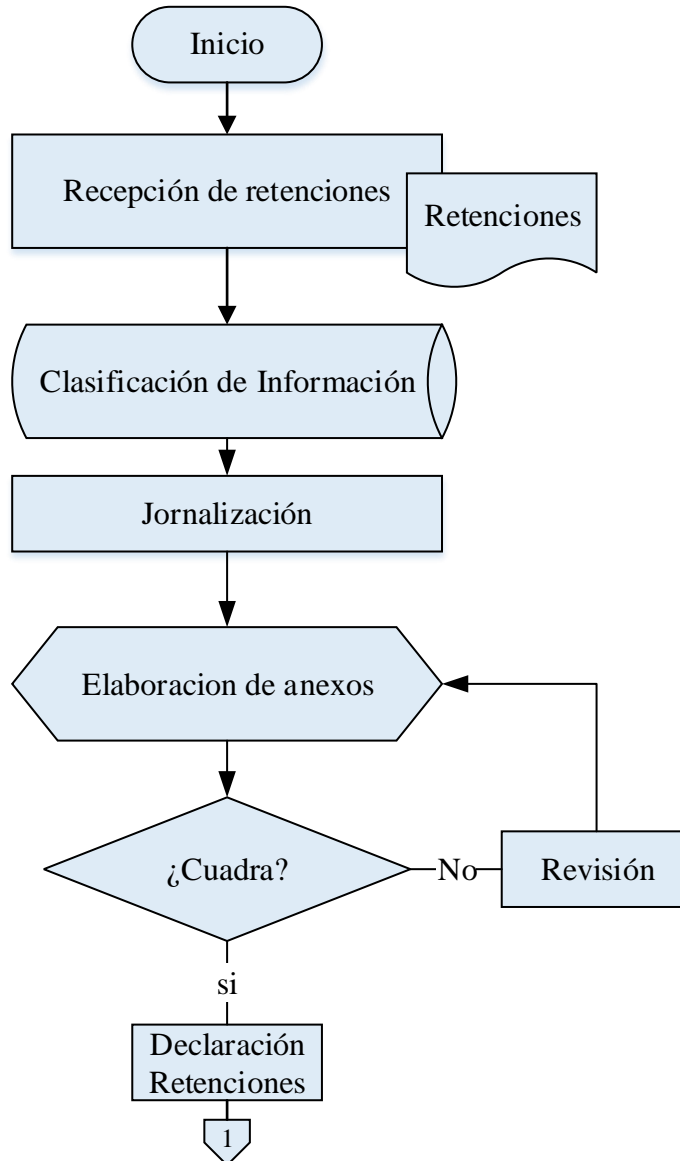 Inicio
Recepción de retenciones
Retenciones
Clasificación de Información
Jornalización
Elaboracion de anexos
¿Cuadra?
No
Revisión
si
Declaración
Retenciones
1